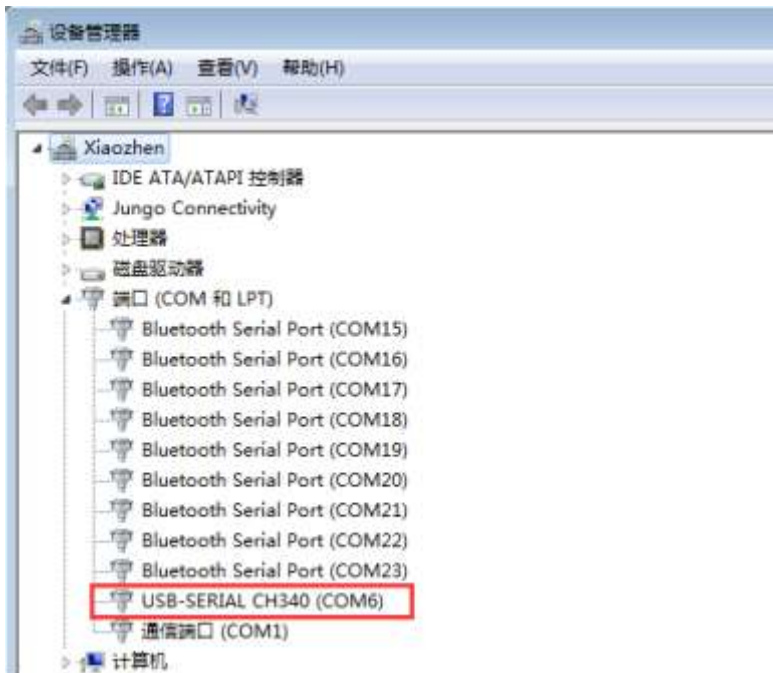 设备管理器
文件(F) 操作(A) 查看(V) 帮助(H)
Xiaozhen
IDE ATA/ATAPI 控制器
Jungo Connectivity
处理器
磁盘驱动器
端口 (COM 和 LPT)
Bluetooth Serial Port (COM15)
Bluetooth Serial Port (COM16)
Bluetooth Serial Port (COM17)
Bluetooth Serial Port (COM18)
Bluetooth Serial Port (COM19)
Bluetooth Serial Port (COM20)
Bluetooth Serial Port (COM21)
Bluetooth Serial Port (COM22)
Bluetooth Serial Port (COM23)
USB-SERIAL CH340 (COM6)
通信端口 (COM1)
计算机